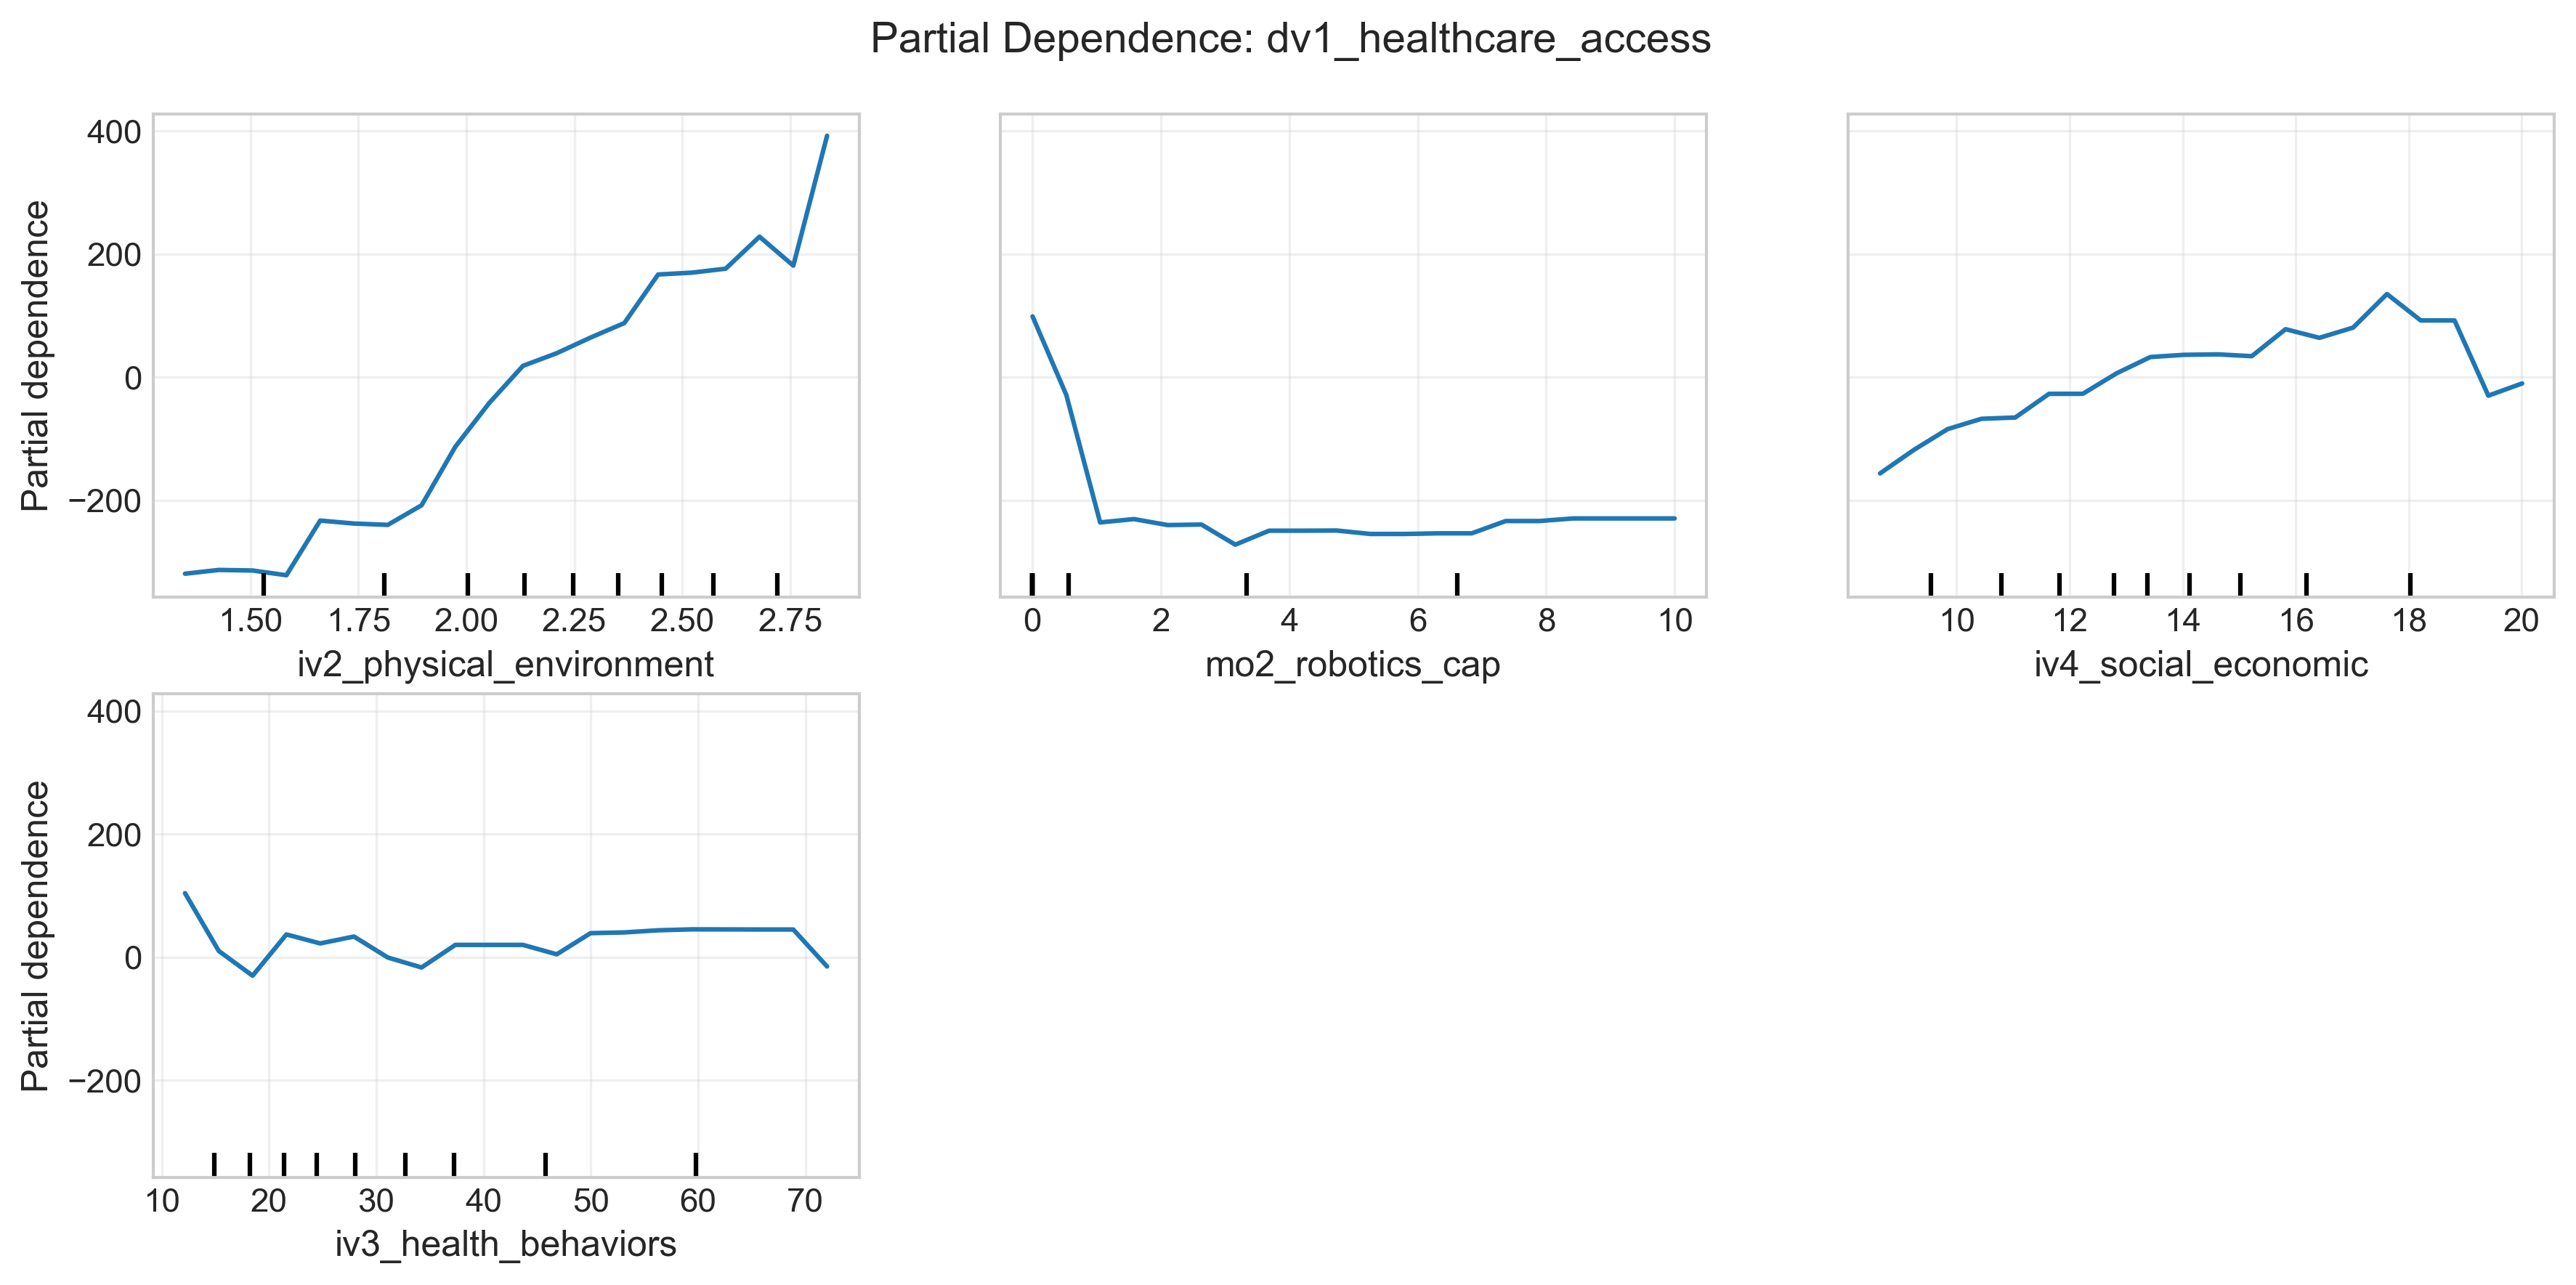 Partial Dependence: dv1_healthcare_access
400
200
0
−200
Partial dependence
1.50 1.75 2.00 2.25 2.50 2.75
iv2_physical_environment
0 2 4 6 8 10
mo2_robotics_cap
10 12 14 16 18 20
iv4_social_economic
400
200
0
−200
Partial dependence
10 20 30 40 50 60 70
iv3_health_behaviors